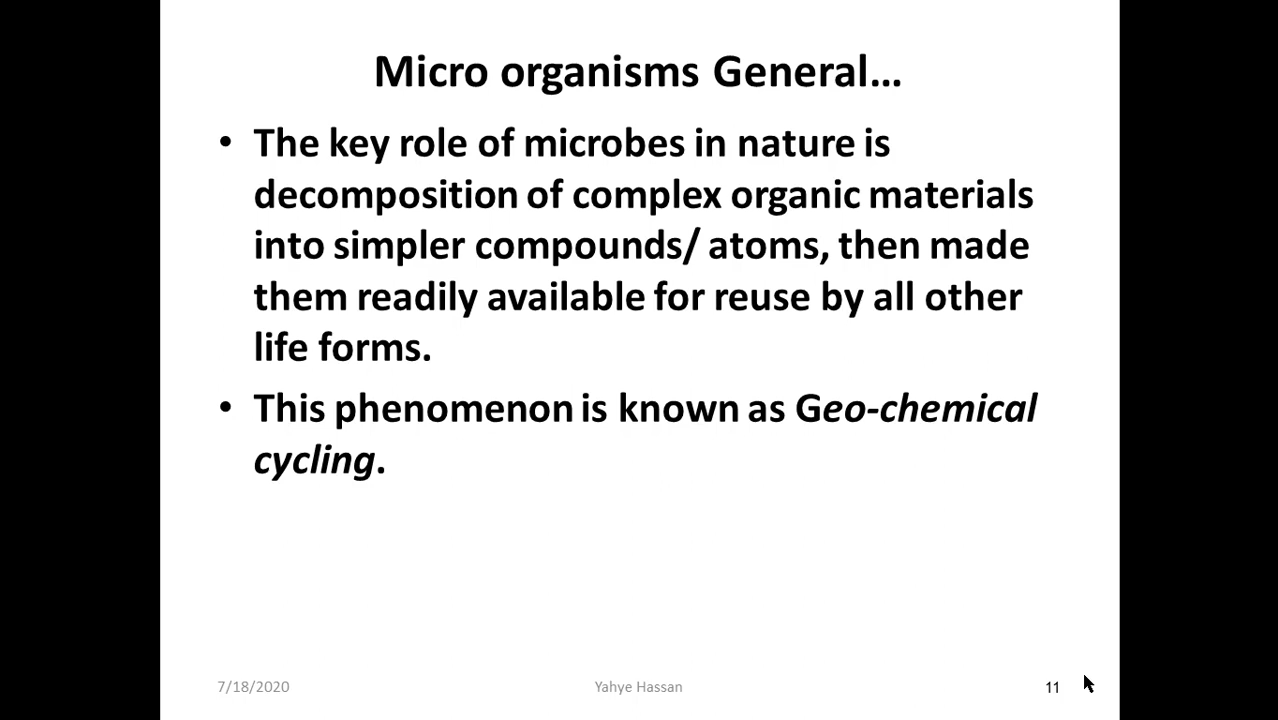 Micro organisms General...
• The key role of microbes in nature is
decomposition of complex organic materials
into simpler compounds/ atoms, then made
them readily available for reuse by all other
life forms.
• This phenomenon is known as Geo-chemical
cycling.
7/18/2020 Yahye Hassan 11